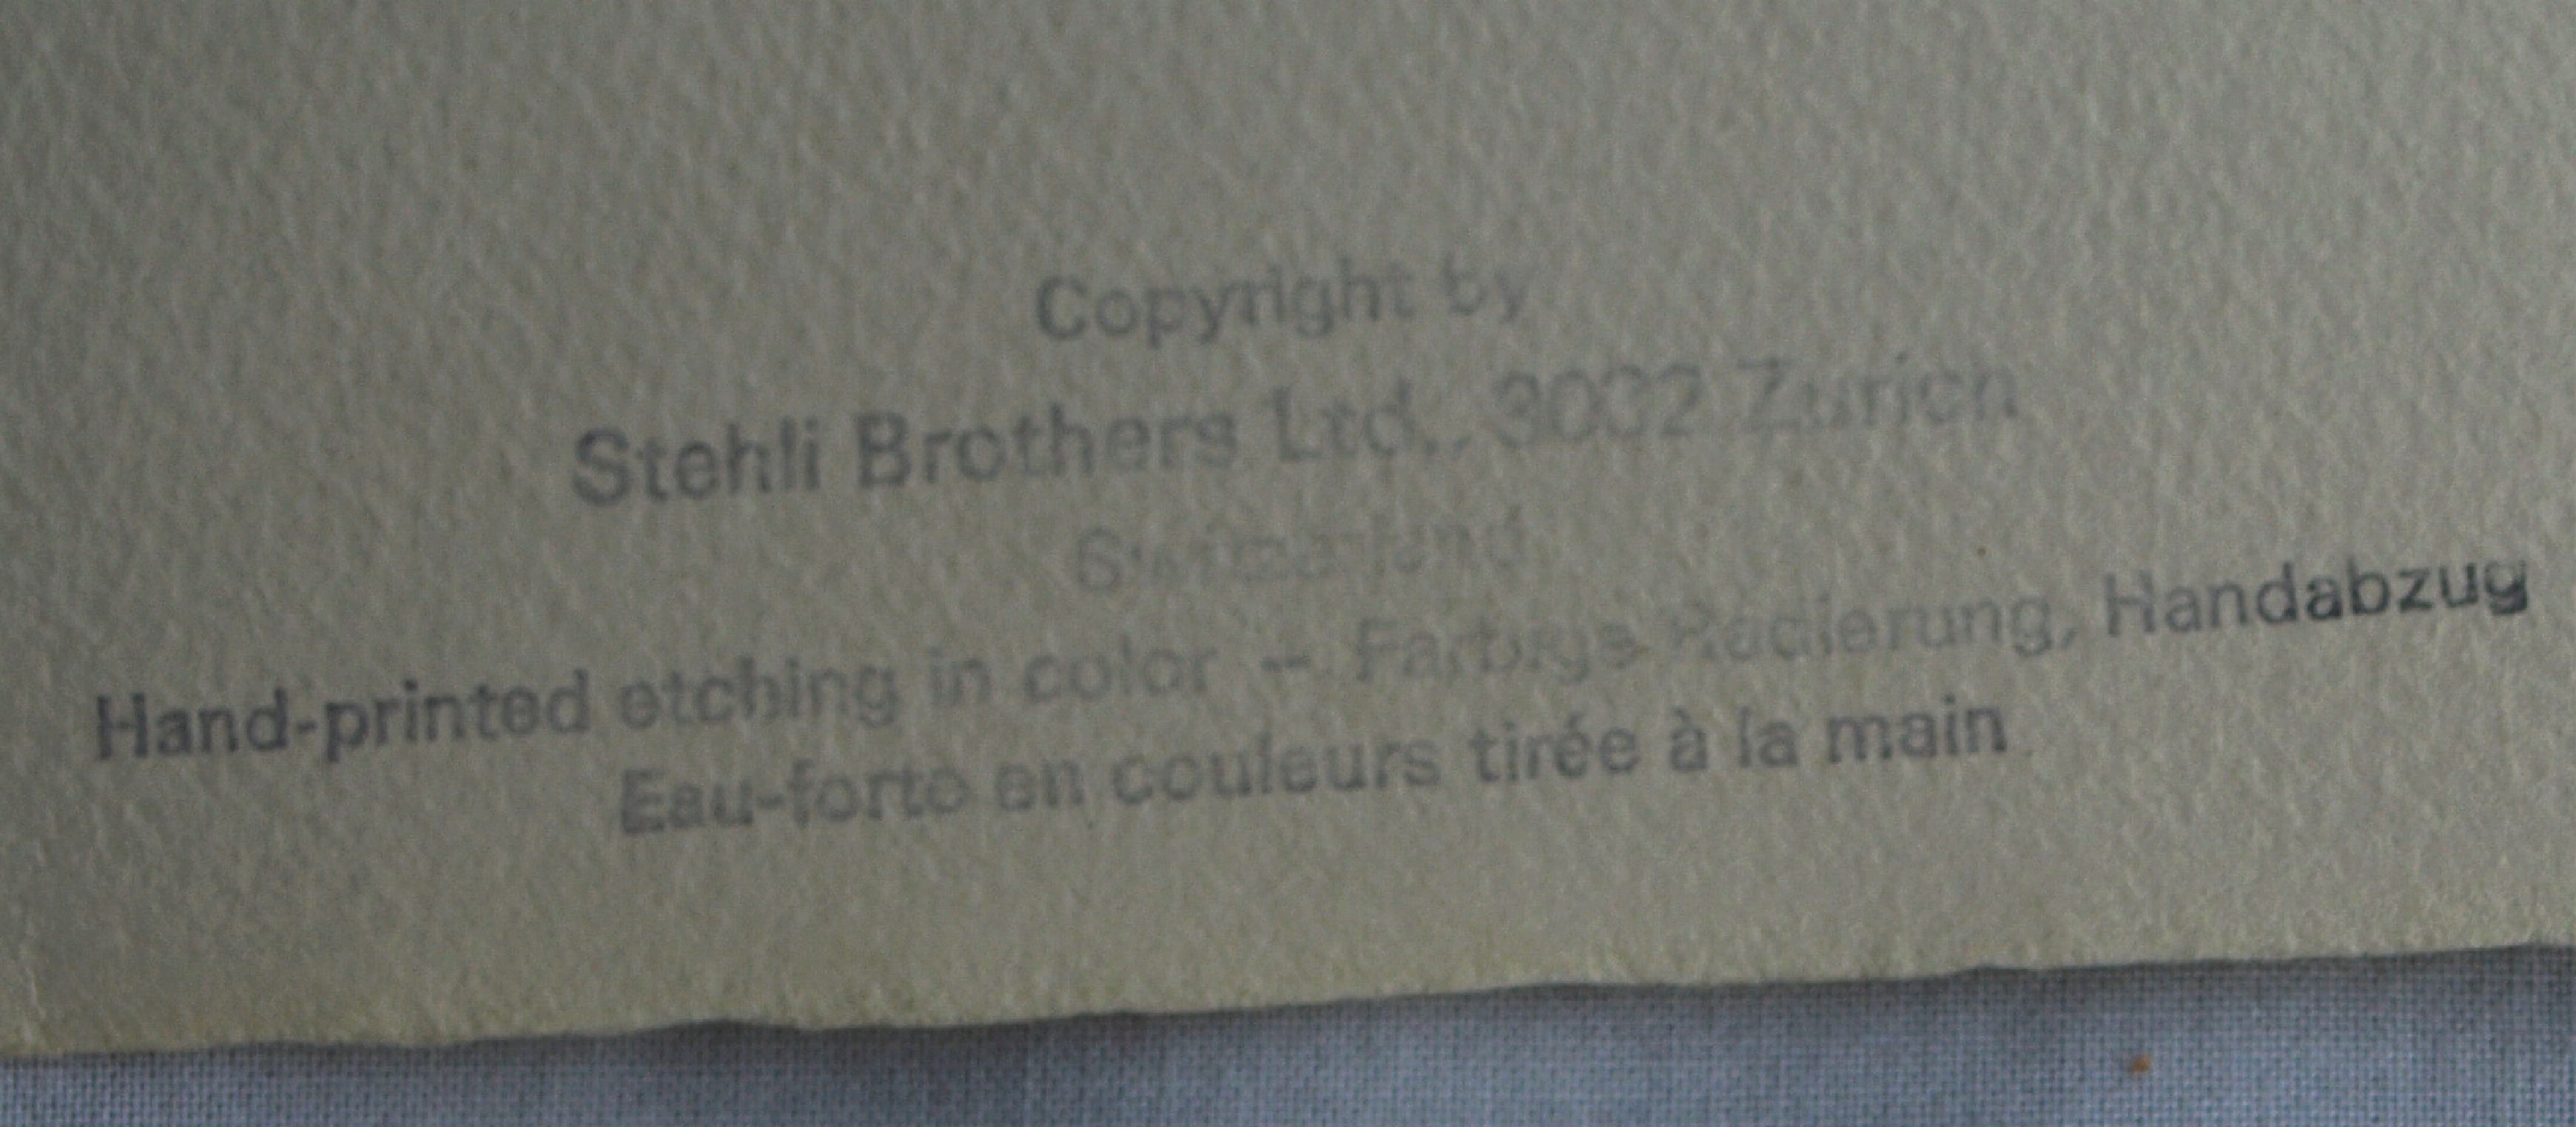 Copyright by
Stehli Brothers Ltd., 3032 Zurich
Switzerland
Hand-printed etching in color – Farbige Radierung, Handabzug
Eau-forte en couleurs tirée à la main